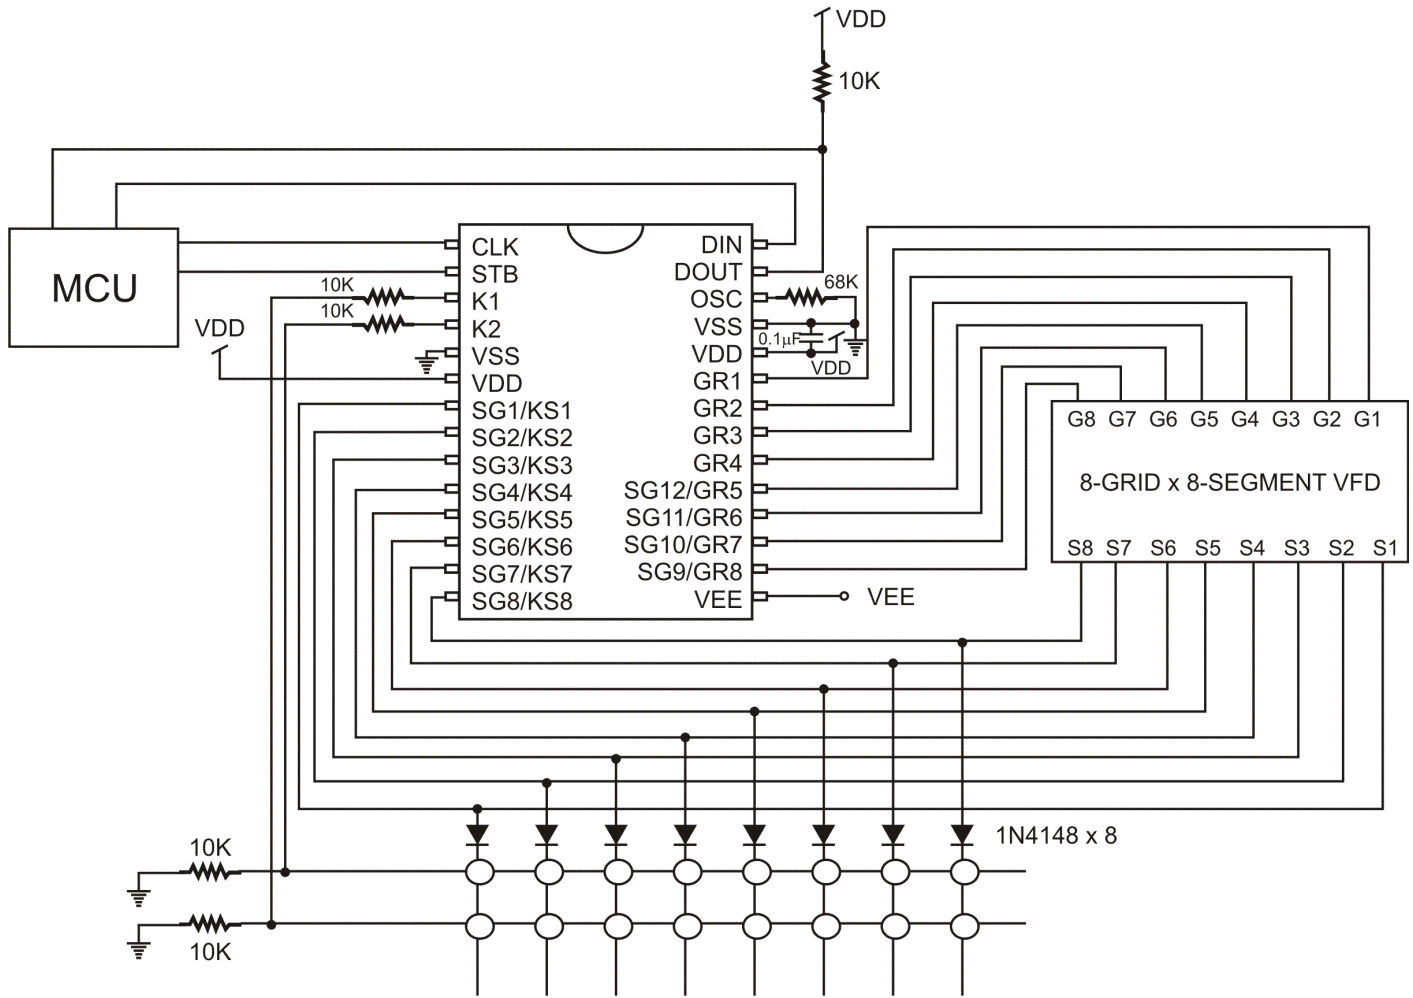 VDD
10K
MCU
CLK
STB
K1
K2
VSS
VDD
SG1/KS1
SG2/KS2
SG3/KS3
SG4/KS4
SG5/KS5
SG6/KS6
SG7/KS7
SG8/KS8
DIN
DOUT
OSC
VSS
VDD
GR1
GR2
GR3
GR4
SG12/GR5
SG11/GR6
SG10/GR7
SG9/GR8
VEE
10K
10K
VDD
68K
0.1µF
VDD
VEE
G8 G7 G6 G5 G4 G3 G2 G1
8-GRID x 8-SEGMENT VFD
S8 S7 S6 S5 S4 S3 S2 S1
1N4148 x 8
10K
10K